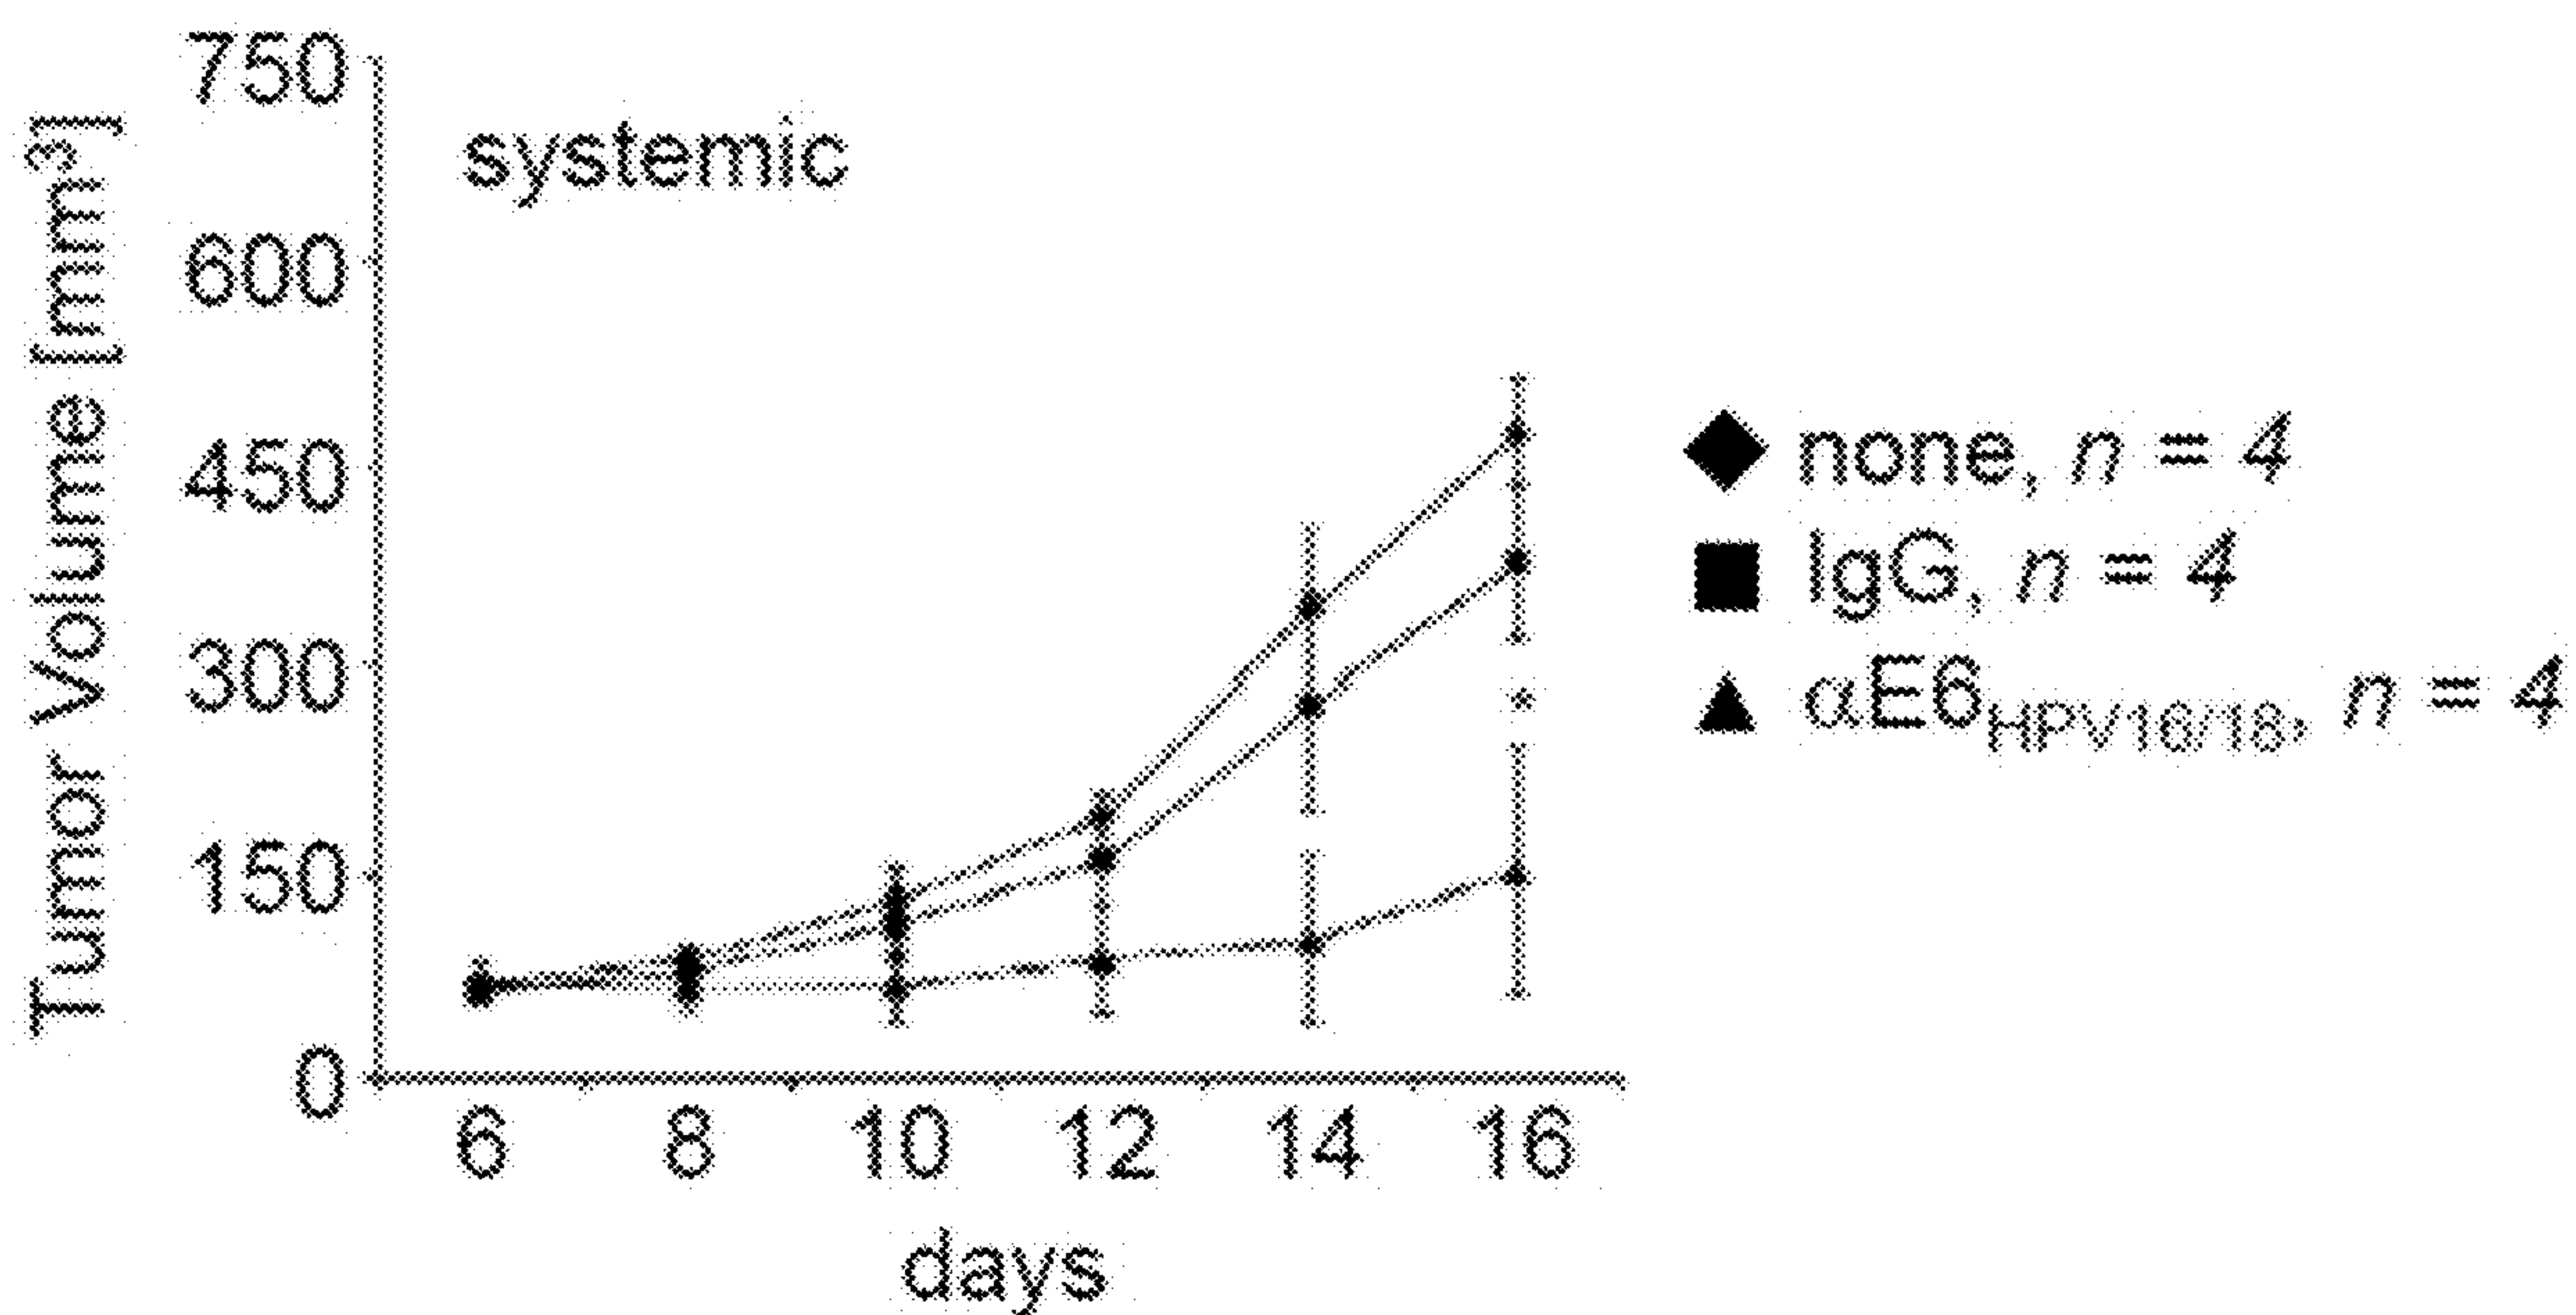 Tumor Volume [mm³]
750
600
450
300
150
0
systemic
*
6 8 10 12 14 16
days
none, n = 4
IgG, n = 4
αE6HPV16/18, n = 4